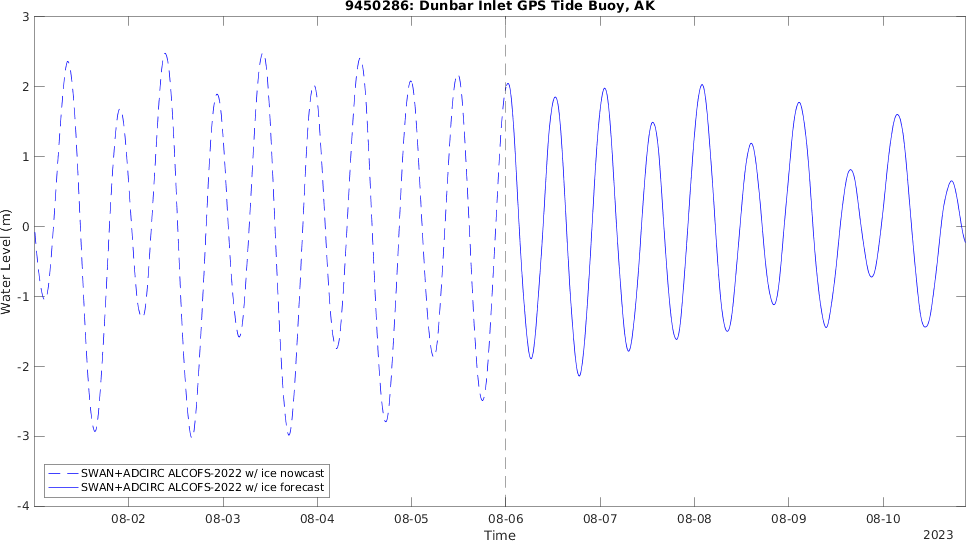 9450286: Dunbar Inlet GPS Tide Buoy, AK
3
2
1
0
-1
-2
-3
-4
Water Level (m)
SWAN+ADCIRC ALCOFS-2022 w/ ice nowcast
SWAN+ADCIRC ALCOFS-2022 w/ ice forecast
08-02 08-03 08-04 08-05 08-06 08-07 08-08 08-09 08-10
Time
2023